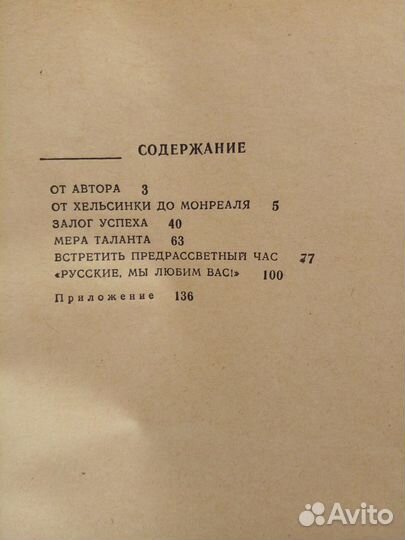 СОДЕРЖАНИЕ
ОТ АВТОРА 3
ОТ ХЕЛЬСИНКИ ДО МОНРЕАЛЯ 5
ЗАЛОГ УСПЕХА 40
МЕРА ТАЛАНТА 63
ВСТРЕТИТЬ ПРЕДРАССВЕТНЫЙ ЧАС 77
«РУССКИЕ, МЫ ЛЮБИМ ВАС!» 100
Приложение 136
Avito